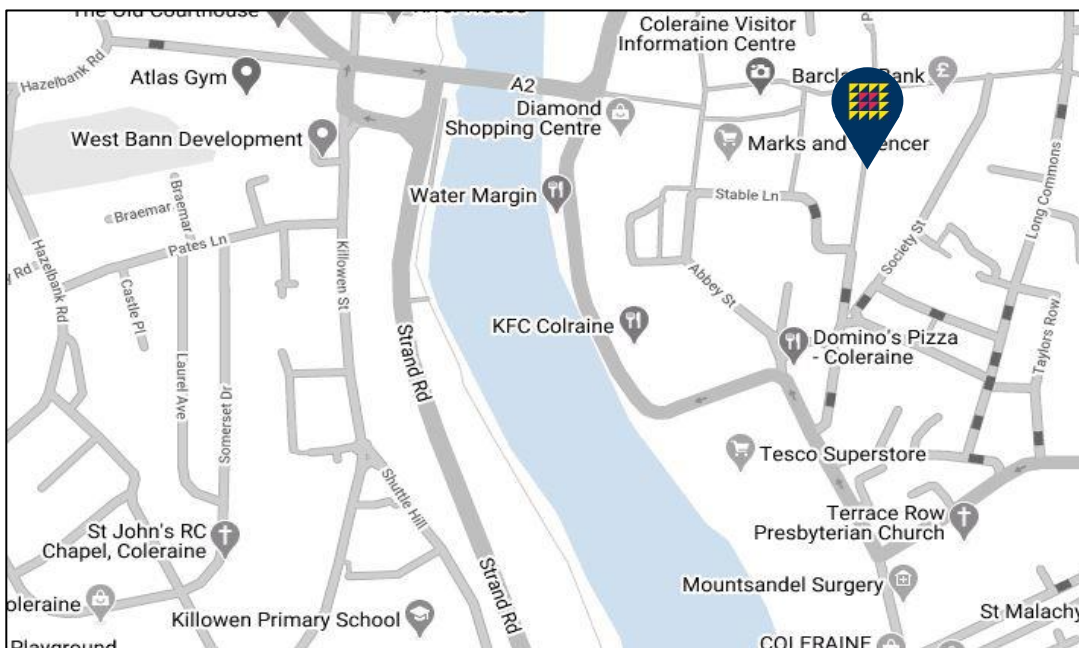 The Old Courthouse
Hazelbank Rd
Atlas Gym
West Bann Development
A2
Coleraine Visitor
Information Centre
Barclays Bank
Diamond
Shopping Centre
Marks and
encer
Water Margin
Stable Ln
Long Commons
Society St
Braemar
Braemar
Pates Ln
Hazelbank Rd
Castle Pl
Killowen St
Abbey St
KFC Colraine
Domino's Pizza
- Coleraine
Taylors Row
Strand Rd
Laurel Ave
Somerset Dr
Tesco Superstore
Shuttle Hill
Terrace Row
Presbyterian Church
St John's RC
Chapel, Coleraine
Strand Rd
Mountsandel Surgery
oleraine
Killowen Primary School
St Malachy
Playground
COLERAINE